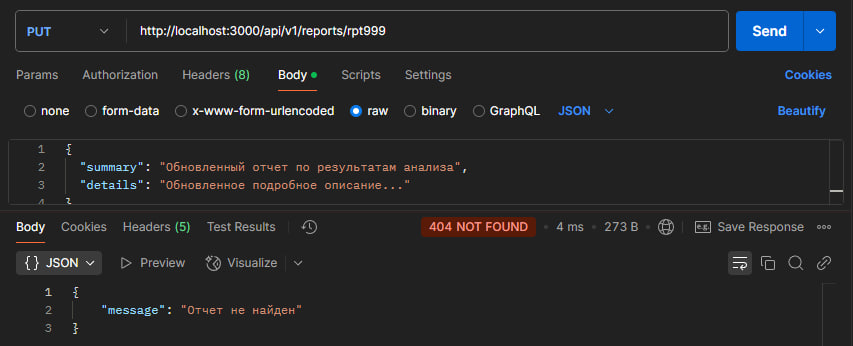 PUT http://localhost:3000/api/v1/reports/rpt999 Send
Params Authorization Headers (8) Body Scripts Settings Cookies
none form-data x-www-form-urlencoded raw binary GraphQL JSON Beautify
1 {
2 "summary": "Обновленный отчет по результатам анализа",
3 "details": "Обновленное подробное описание..."
}
Body Cookies Headers (5) Test Results 404 NOT FOUND • 4 ms • 273 B e.g. Save Response
{} JSON Preview Visualize
1 {
2 "message": "Отчет не найден"
3 }